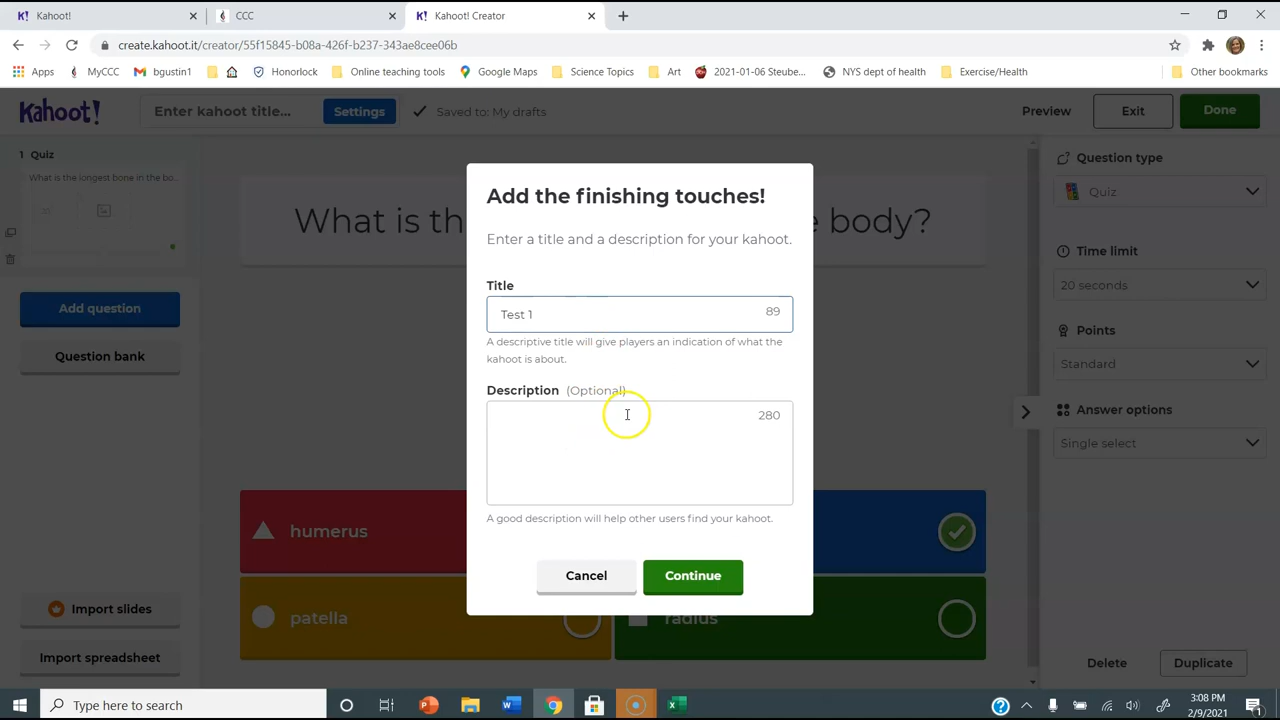 Kahoot!
CCC
Kahoot! Creator
create.kahoot.it/creator/55f15845-b08a-426f-b237-343ae8cee06b
Apps
MyCCC
bgustin1
Honorlock
Online teaching tools
Google Maps
Science Topics
Art
2021-01-06 Steube...
NYS dept of health
Exercise/Health
Other bookmarks
Kahoot!
Enter kahoot title...
Settings
Saved to: My drafts
Preview
Exit
Done
1 Quiz
What is the longest bone in the bo...
20
Add question
Question bank
Import slides
Import spreadsheet
What is the
e body?
Add the finishing touches!
Enter a title and a description for your kahoot.
Title
Test 1
89
A descriptive title will give players an indication of what the
kahoot is about.
Description (Optional)
280
A good description will help other users find your kahoot.
Cancel
Continue
humerus
patella
radius
Question type
Quiz
Time limit
20 seconds
Points
Standard
Answer options
Single select
Delete
Duplicate
Type here to search
3:08 PM
2/9/2021
1